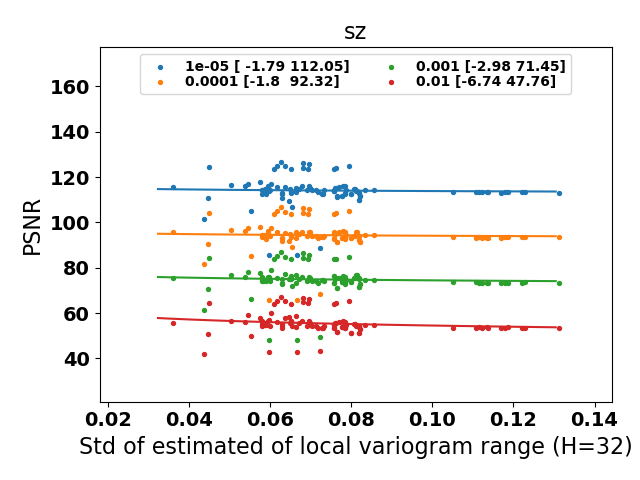 sz
1e-05 [ -1.79 112.05]
0.0001 [-1.8  92.32]
0.001 [-2.98 71.45]
0.01 [-6.74 47.76]
PSNR
160
140
120
100
80
60
40
0.02 0.04 0.06 0.08 0.10 0.12 0.14
Std of estimated of local variogram range (H=32)